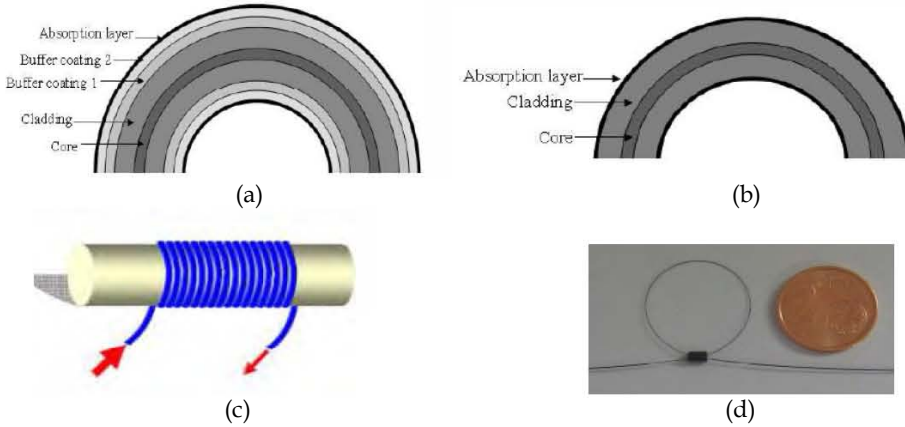 Absorption layer
Buffer coating 2
Buffer coating 1
Cladding
Core
(a)
Absorption layer
Cladding
Core
(b)
(c)
(d)